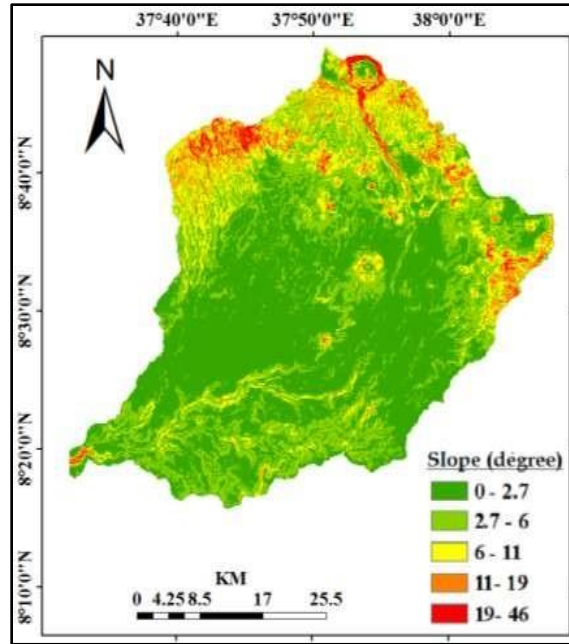 37°40'0"E 37°50'0"E 38°0'0"E
N
8°40'0"N
8°30'0"N
8°20'0"N
8°10'0"N
Slope (degree)
0 - 2.7
2.7 - 6
6 - 11
11- 19
19- 46
KM
0 4.25 8.5 17 25.5